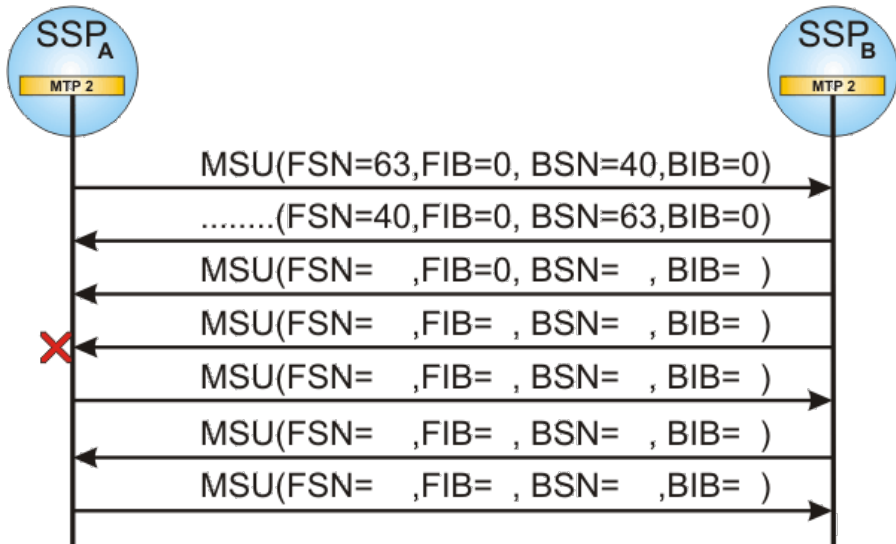 SSP A
SSP B
MTP 2
MTP 2
MSU(FSN=63,FIB=0, BSN=40,BIB=0)
........(FSN=40,FIB=0, BSN=63,BIB=0)
MSU(FSN= ,FIB=0, BSN= , BIB= )
MSU(FSN= ,FIB= , BSN= , BIB= )
MSU(FSN= ,FIB= , BSN= , BIB= )
MSU(FSN= ,FIB= , BSN= , BIB= )
MSU(FSN= ,FIB= , BSN= ,BIB= )